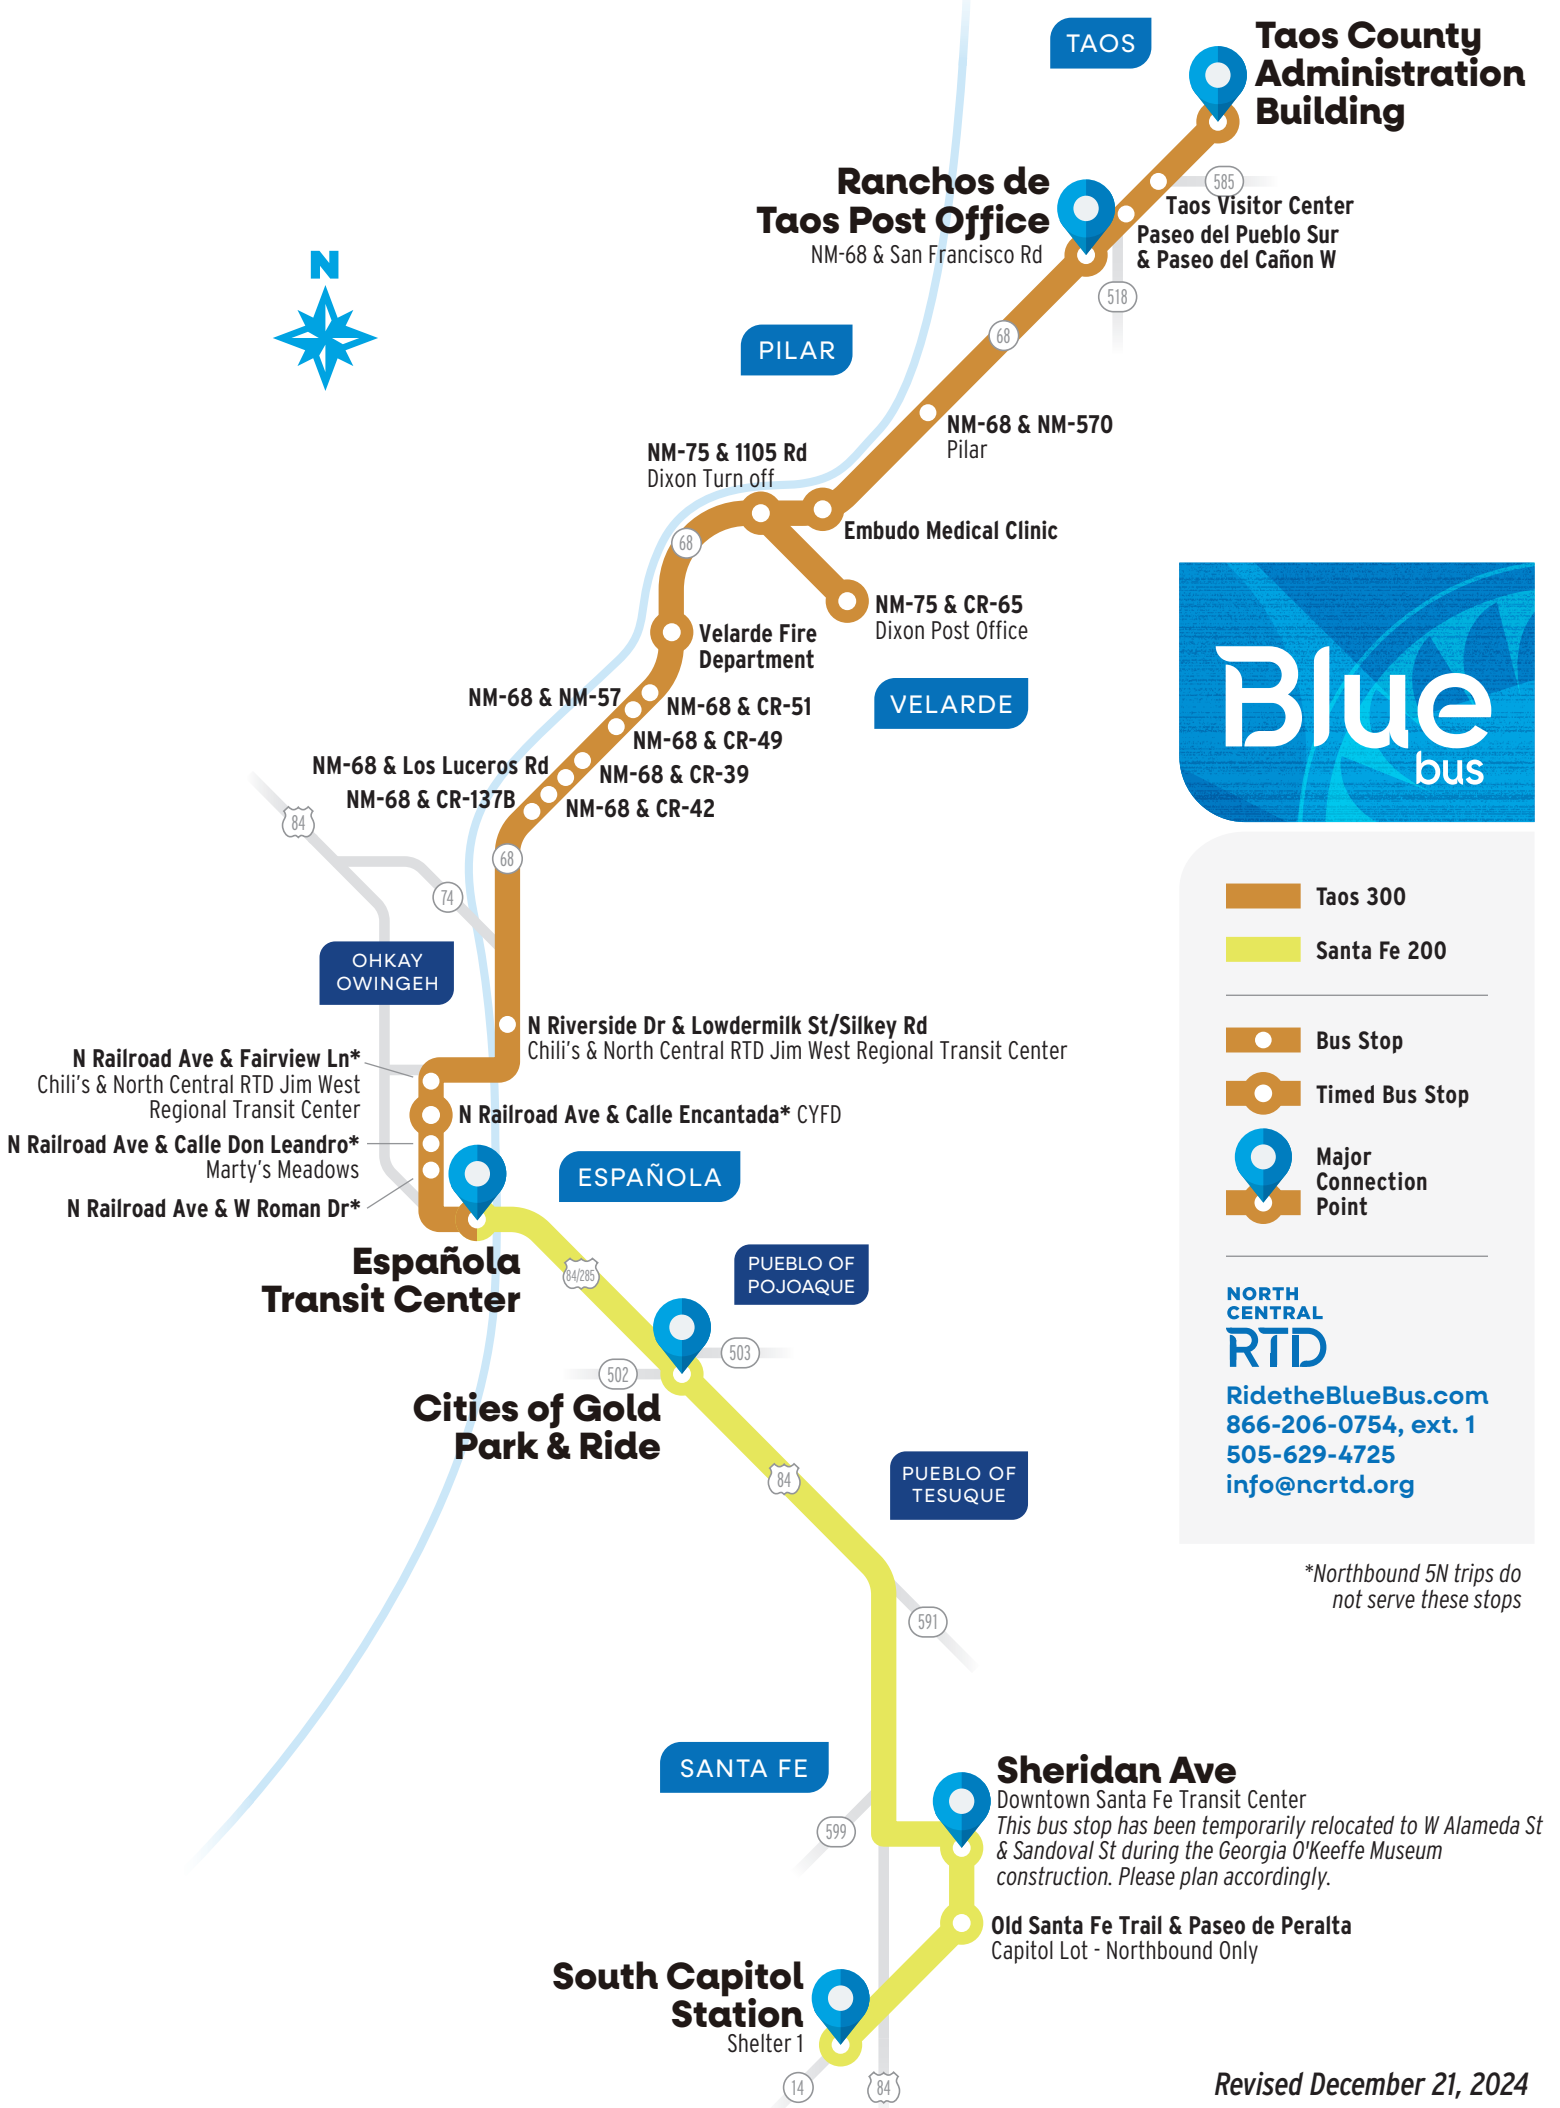 TAOS
Taos County
Administration
Building
585
Taos Visitor Center
Ranchos de
Taos Post Office
NM-68 & San Francisco Rd
Paseo del Pueblo Sur
& Paseo del Cañon W
518
N
68
PILAR
NM-68 & NM-570
Pilar
NM-75 & 1105 Rd
Dixon Turn off
Embudo Medical Clinic
68
NM-75 & CR-65
Dixon Post Office
Velarde Fire
Department
NM-68 & NM-57
NM-68 & CR-51
VELARDE
NM-68 & CR-49
NM-68 & Los Luceros Rd
NM-68 & CR-39
NM-68 & CR-137B
NM-68 & CR-42
84
68
74
OHKAY
OWINGEH
N Riverside Dr & Lowdermilk St/Silkey Rd
Chili's & North Central RTD Jim West Regional Transit Center
N Railroad Ave & Fairview Ln*
Chili's & North Central RTD Jim West
Regional Transit Center
N Railroad Ave & Calle Encantada* CYFD
N Railroad Ave & Calle Don Leandro*
Marty's Meadows
N Railroad Ave & W Roman Dr*
ESPAÑOLA
Española
Transit Center
84/285
PUEBLO OF
POJOAQUE
503
502
Cities of Gold
Park & Ride
84
PUEBLO OF
TESUQUE
591
SANTA FE
599
Sheridan Ave
Downtown Santa Fe Transit Center
This bus stop has been temporarily relocated to W Alameda St
& Sandoval St during the Georgia O'Keeffe Museum
construction. Please plan accordingly.
Old Santa Fe Trail & Paseo de Peralta
Capitol Lot - Northbound Only
South Capitol
Station
Shelter 1
14
84
Blue
bus
Taos 300
Santa Fe 200
Bus Stop
Timed Bus Stop
Major
Connection
Point
NORTH
CENTRAL
RTD
RidetheBlueBus.com
866-206-0754, ext. 1
505-629-4725
info@ncrtd.org
*Northbound 5N trips do
not serve these stops
Revised December 21, 2024